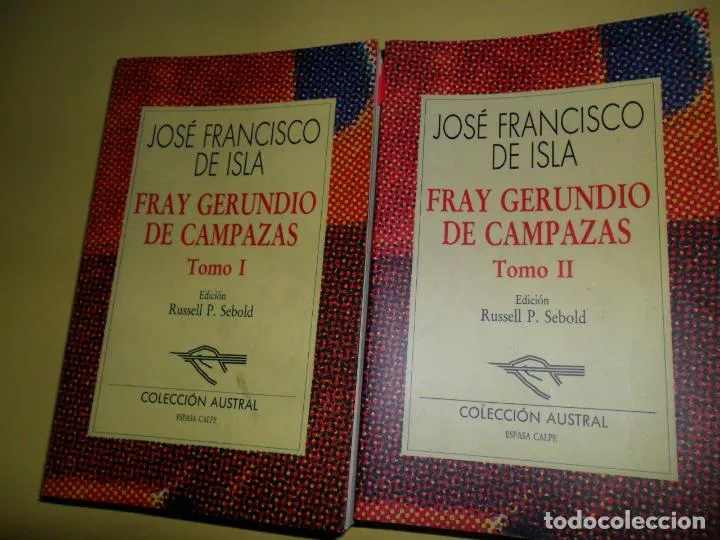 JOSÉ FRANCISCO
DE ISLA
FRAY GERUNDIO
DE CAMPAZAS
Tomo I
Edición
Russell P. Sebold
COLECCIÓN AUSTRAL
ESPASA CALPE
JOSÉ FRANCISCO
DE ISLA
FRAY GERUNDIO
DE CAMPAZAS
Tomo II
Edición
Russell P. Sebold
COLECCIÓN AUSTRAL
ESPASA CALPE
todocoleccion